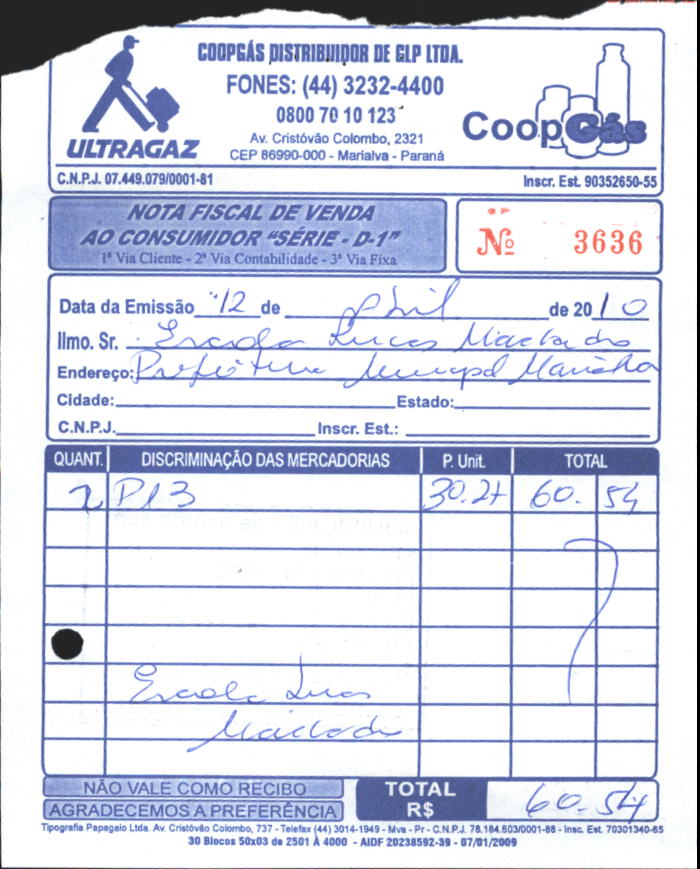 COOPGÁS DISTRIBUIDOR DE GLP LTDA.
FONES: (44) 3232-4400
0800 70 10 123
Av. Cristóvão Colombo, 2321
CEP 86990-000 - Marialva - Paraná
ULTRAGAZ
CoopGás
C.N.P.J. 07.449.079/0001-81
Inscr. Est. 90352650-55
NOTA FISCAL DE VENDA
AO CONSUMIDOR “SÉRIE - D-1”
1ª Via Cliente - 2ª Via Contabilidade - 3ª Via Fixa
Nº 3636
Data da Emissão 12 de Abril de 2010
Ilmo. Sr. Escola Lucas Machado
Endereço: Prefeitura Municipal Marialva
Cidade: Estado:
C.N.P.J. Inscr. Est.:
QUANT. DISCRIMINAÇÃO DAS MERCADORIAS P. Unit. TOTAL
2 P13 30.27 60. 54
Escola Lucas
Machado
NÃO VALE COMO RECIBO
AGRADECEMOS A PREFERÊNCIA
TOTAL R$ 60.54
Tipografia Papagaio Ltda. Av. Cristóvão Colombo, 737 - Telefax (44) 3014-1949 - Mva - Pr - C.N.P.J. 78.184.603/0001-88 - Insc. Est. 70301340-65
30 Blocos 50x03 de 2501 À 4000 - AIDF 20238592-39 - 07/01/2009